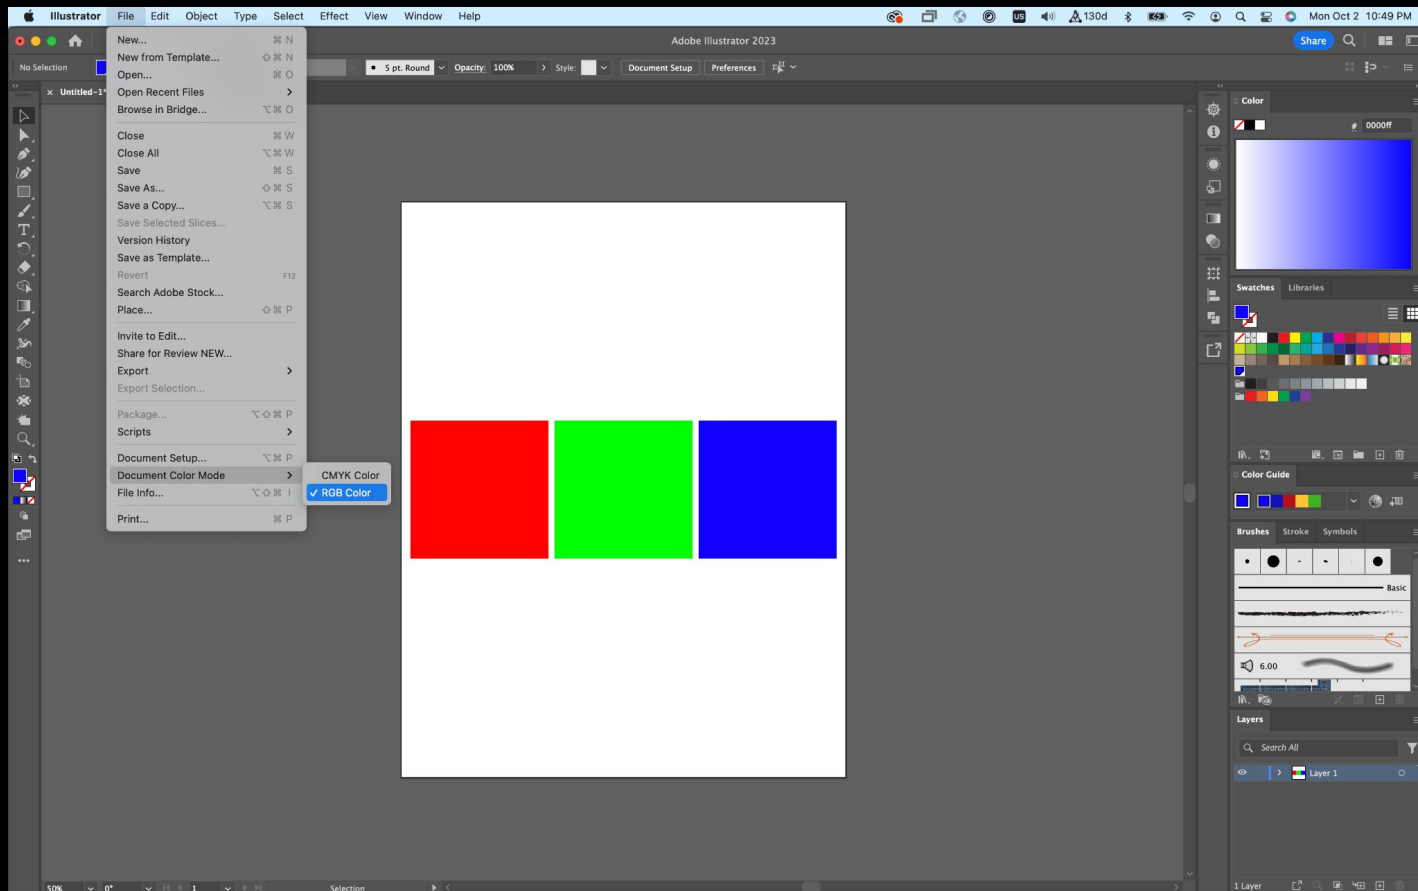 Illustrator File Edit Object Type Select Effect View Window Help US 130d Mon Oct 2 10:49 PM
Adobe Illustrator 2023 Share
No Selection 5 pt. Round Opacity: 100% Style: Document Setup Preferences
× Untitled-1*
New... ⌘ N
New from Template... ⇧ ⌘ N
Open... ⌘ O
Open Recent Files
Browse in Bridge... ⌥ ⌘ O
Close ⌘ W
Close All ⌥ ⌘ W
Save ⌘ S
Save As... ⇧ ⌘ S
Save a Copy... ⌥ ⌘ S
Save Selected Slices...
Version History
Save as Template...
Revert F12
Search Adobe Stock...
Place... ⇧ ⌘ P
Invite to Edit...
Share for Review NEW...
Export
Export Selection...
Package... ⌥ ⇧ ⌘ P
Scripts
Document Setup... ⌥ ⌘ P
Document Color Mode
File Info... ⌥ ⇧ ⌘ I
Print... ⌘ P
CMYK Color
✓ RGB Color
Color
# 0000ff
Swatches Libraries
Color Guide
Brushes Stroke Symbols
Basic
6.00
Layers
Search All
Layer 1
1 Layer
50% 0° 1 Selection